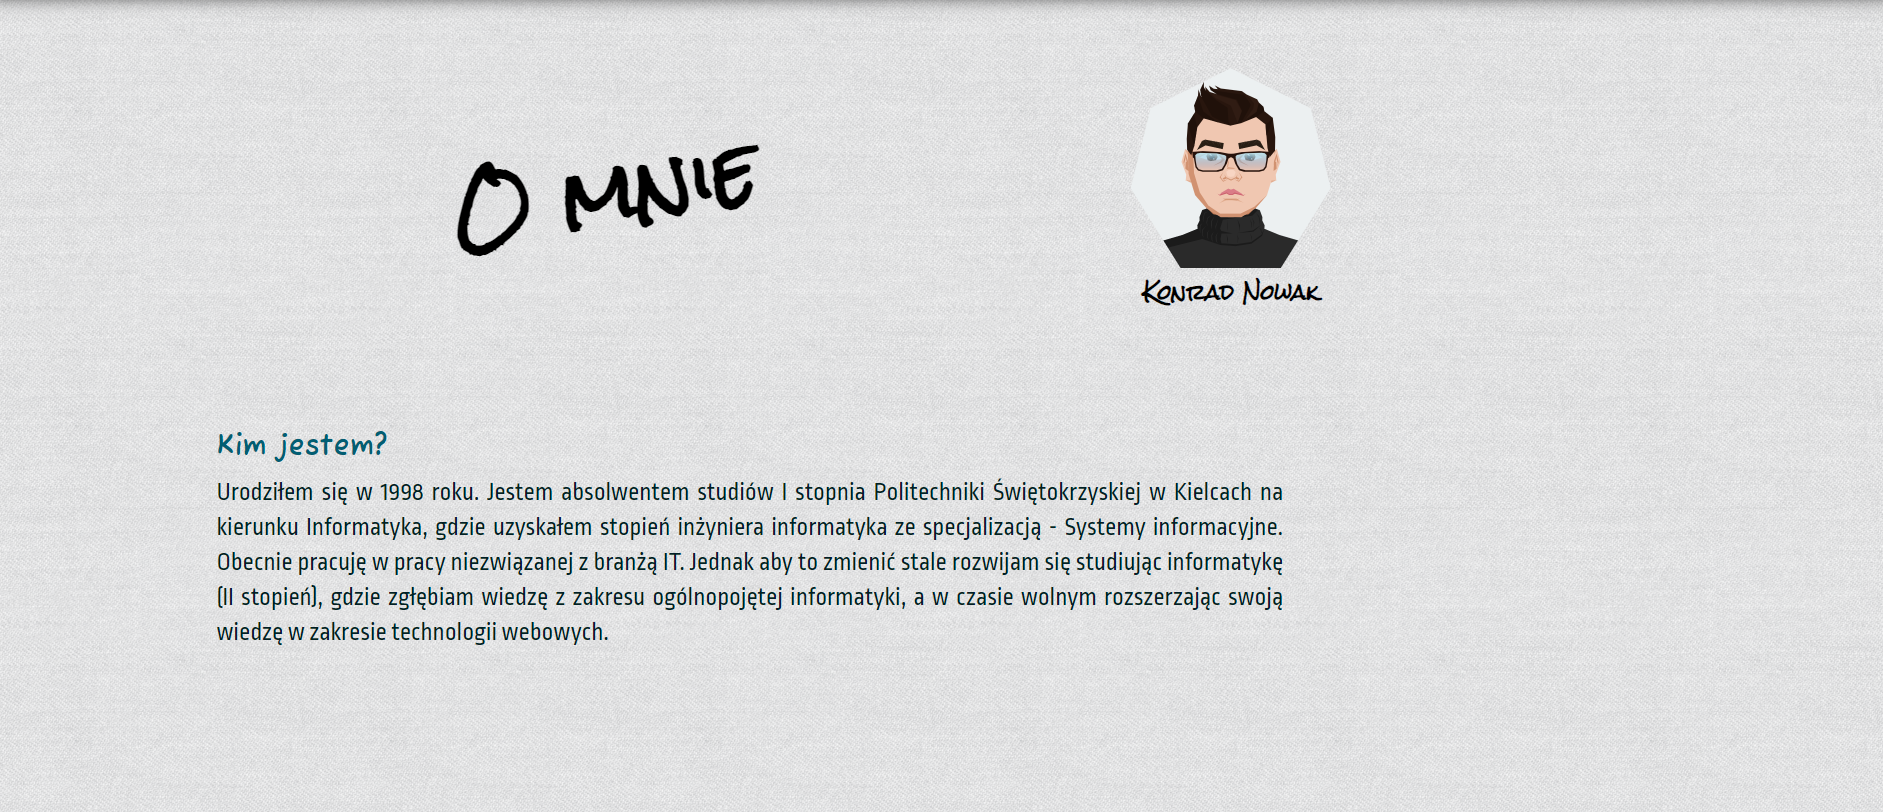 O MNIE
Konrad Nowak
Kim jestem?
Urodziłem się w 1998 roku. Jestem absolwentem studiów I stopnia Politechniki Świętokrzyskiej w Kielcach na
kierunku Informatyka, gdzie uzyskałem stopień inżyniera informatyka ze specjalizacją - Systemy informacyjne.
Obecnie pracuję w pracy niezwiązanej z branżą IT. Jednak aby to zmienić stale rozwijam się studiując informatykę
(II stopień), gdzie zgłębiam wiedzę z zakresu ogólnopojętej informatyki, a w czasie wolnym rozszerzając swoją
wiedzę w zakresie technologii webowych.